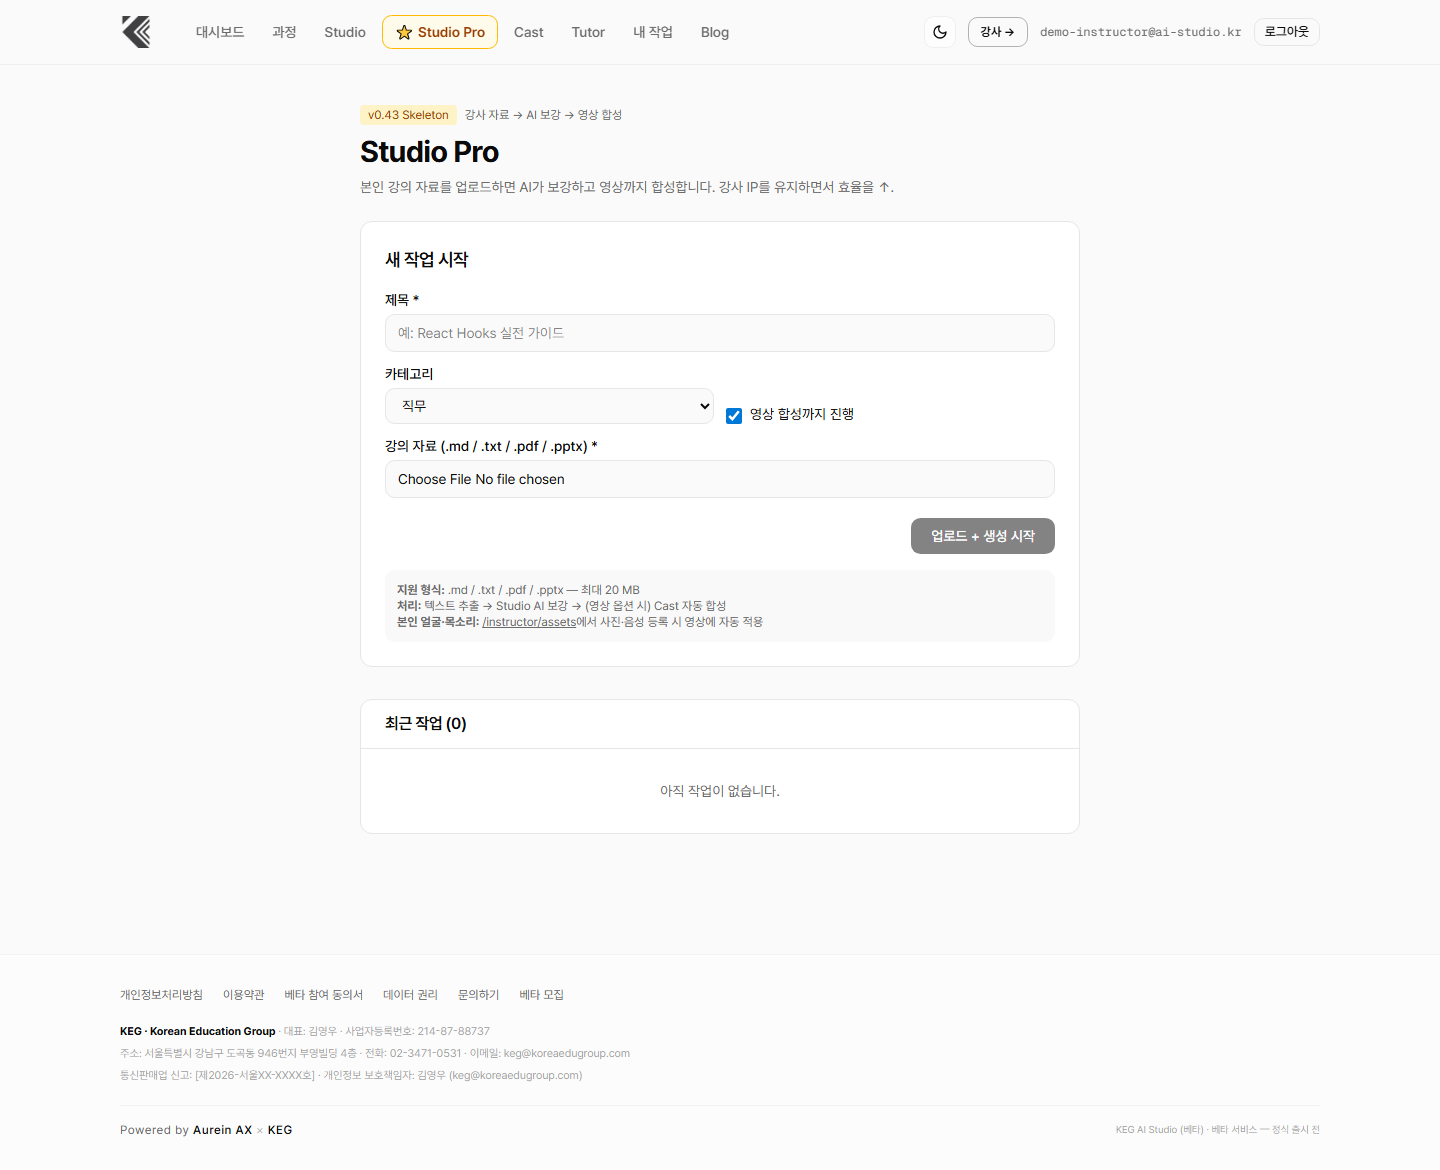 대시보드 과정 Studio Studio Pro Cast Tutor 내 작업 Blog 강사 → demo-instructor@ai-studio.kr 로그아웃
v0.43 Skeleton 강사 자료 → AI 보강 → 영상 합성
Studio Pro
본인 강의 자료를 업로드하면 AI가 보강하고 영상까지 합성합니다. 강사 IP를 유지하면서 효율을 ↑.
새 작업 시작
제목 *
예: React Hooks 실전 가이드
카테고리
직무
영상 합성까지 진행
강의 자료 (.md / .txt / .pdf / .pptx) *
Choose File No file chosen
업로드 + 생성 시작
지원 형식: .md / .txt / .pdf / .pptx — 최대 20 MB
처리: 텍스트 추출 → Studio AI 보강 → (영상 옵션 시) Cast 자동 합성
본인 얼굴·목소리: /instructor/assets에서 사진·음성 등록 시 영상에 자동 적용
최근 작업 (0)
아직 작업이 없습니다.
개인정보처리방침 이용약관 베타 참여 동의서 데이터 권리 문의하기 베타 모집
KEG · Korean Education Group · 대표: 김영우 · 사업자등록번호: 214-87-88737
주소: 서울특별시 강남구 도곡동 946번지 부영빌딩 4층 · 전화: 02-3471-0531 · 이메일: keg@koreaedugroup.com
통신판매업 신고: [제2026-서울XX-XXXX호] · 개인정보 보호책임자: 김영우 (keg@koreaedugroup.com)
Powered by Aurein AX × KEG
KEG AI Studio (베타) · 베타 서비스 — 정식 출시 전